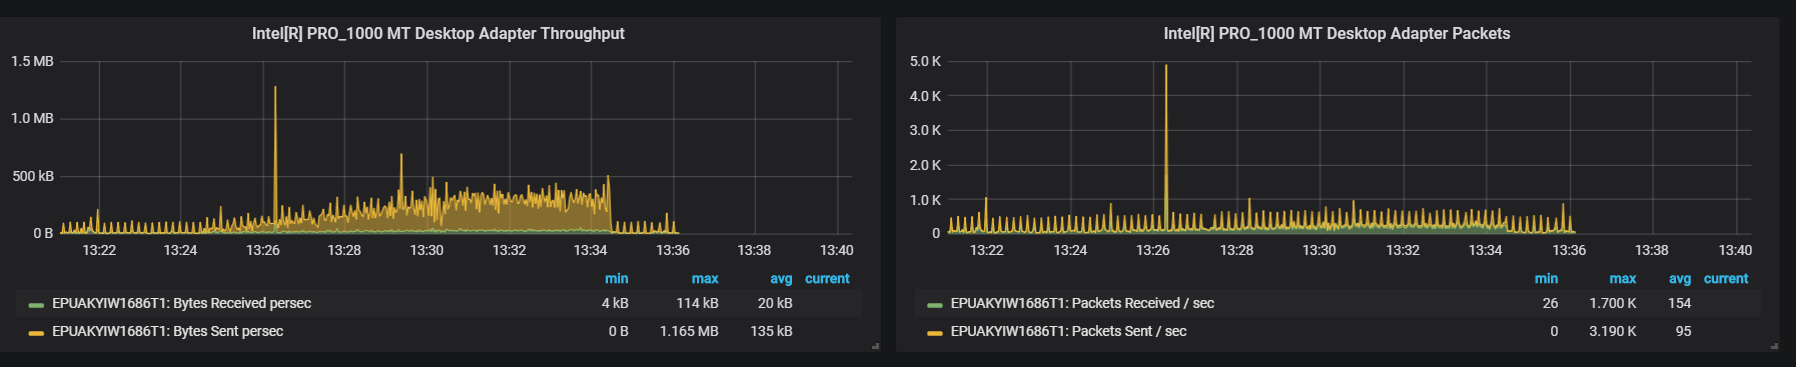 Intel[R] PRO_1000 MT Desktop Adapter Throughput
1.5 MB
1.0 MB
500 kB
0 B
13:22 13:24 13:26 13:28 13:30 13:32 13:34 13:36 13:38 13:40
min max avg current
EPUAKYIW1686T1: Bytes Received persec 4 kB 114 kB 20 kB
EPUAKYIW1686T1: Bytes Sent persec 0 B 1.165 MB 135 kB
Intel[R] PRO_1000 MT Desktop Adapter Packets
5.0 K
4.0 K
3.0 K
2.0 K
1.0 K
0
13:22 13:24 13:26 13:28 13:30 13:32 13:34 13:36 13:38 13:40
min max avg current
EPUAKYIW1686T1: Packets Received / sec 26 1.700 K 154
EPUAKYIW1686T1: Packets Sent / sec 0 3.190 K 95